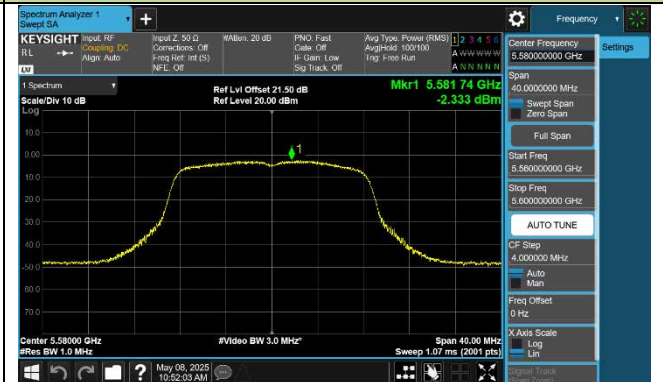 Spectrum Analyzer 1
Swept SA
Frequency
KEYSIGHT
RL
Input: RF
Coupling: DC
Align: Auto
Input Z: 50 Ω
Corrections: Off
Freq Ref: Int (S)
NFE: Off
#Atten: 20 dB
PNO: Fast
Gate: Off
IF Gain: Low
Sig Track: Off
Avg Type: Power (RMS)
Avg|Hold: 100/100
Trig: Free Run
1 2 3 4 5 6
A W W W W W
A N N N N N
LXI
Center Frequency
5.580000000 GHz
Settings
Span
40.0000000 MHz
Swept Span
Zero Span
Full Span
Start Freq
5.560000000 GHz
Stop Freq
5.600000000 GHz
AUTO TUNE
CF Step
4.000000 MHz
Auto
Man
Freq Offset
0 Hz
X Axis Scale
Log
Lin
Signal Track
(Span Zoom)
1 Spectrum
Scale/Div 10 dB
Log
Ref Lvl Offset 21.50 dB
Ref Level 20.00 dBm
Mkr1 5.581 74 GHz
-2.333 dBm
10.0
0.00
1
-10.0
-20.0
-30.0
-40.0
-50.0
-60.0
-70.0
Center 5.58000 GHz
#Res BW 1.0 MHz
#Video BW 3.0 MHz*
Span 40.00 MHz
Sweep 1.07 ms (2001 pts)
?
May 08, 2025
10:52:03 AM